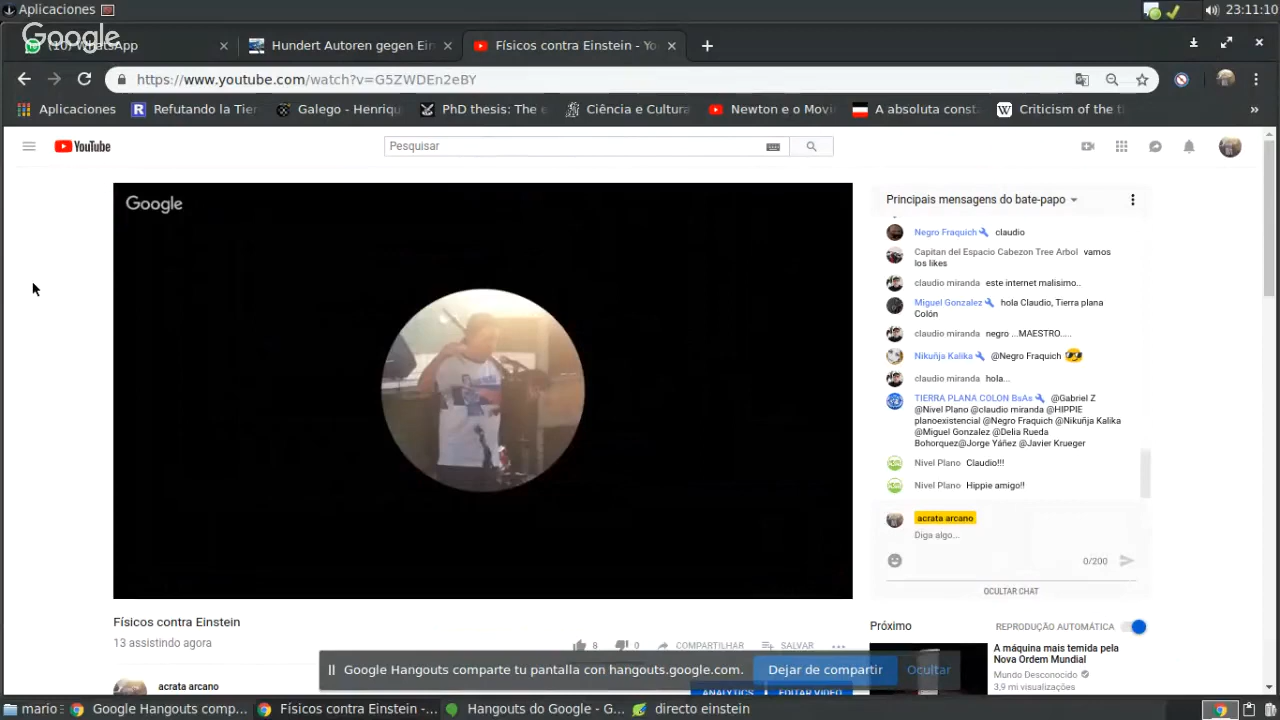 Aplicaciones
23:11:10
Google
(10) WhatsApp
Hundert Autoren gegen Ein
Físicos contra Einstein - Yo
https://www.youtube.com/watch?v=G5ZWDEn2eBY
Aplicaciones
Refutando la Tier
Galego - Henriqu
PhD thesis: The e
Ciência e Cultura
Newton e o Movi
A absoluta const
Criticism of the t
YouTube
Pesquisar
Google
Principais mensagens do bate-papo
Negro Fraquich claudio
Capitan del Espacio Cabezon Tree Arbol vamos
los likes
claudio miranda este internet malisimo..
Miguel Gonzalez hola Claudio, Tierra plana
Colón
claudio miranda negro ...MAESTRO.....
Nikuñja Kalika @Negro Fraquich
claudio miranda hola...
TIERRA PLANA COLON BsAs @Gabriel Z
@Nivel Plano @claudio miranda @HIPPIE
planoexistencial @Negro Fraquich @Nikuñja Kalika
@Miguel Gonzalez @Delia Rueda
Bohorquez@Jorge Yáñez @Javier Krueger
Nivel Plano Claudio!!!
Nivel Plano Hippie amigo!!
acrata arcano
Diga algo...
0/200
OCULTAR CHAT
Físicos contra Einstein
13 assistindo agora
8
0
COMPARTILHAR
SALVAR
Próximo
REPRODUÇÃO AUTOMÁTICA
A máquina mais temida pela
Nova Ordem Mundial
Mundo Desconocido
3,9 mi visualizações
Google Hangouts comparte tu pantalla con hangouts.google.com.
Dejar de compartir
Ocultar
acrata arcano
ANALYTICS
EDITAR VÍDEO
mario
Google Hangouts comp...
Físicos contra Einstein -...
Hangouts do Google - G...
directo einstein